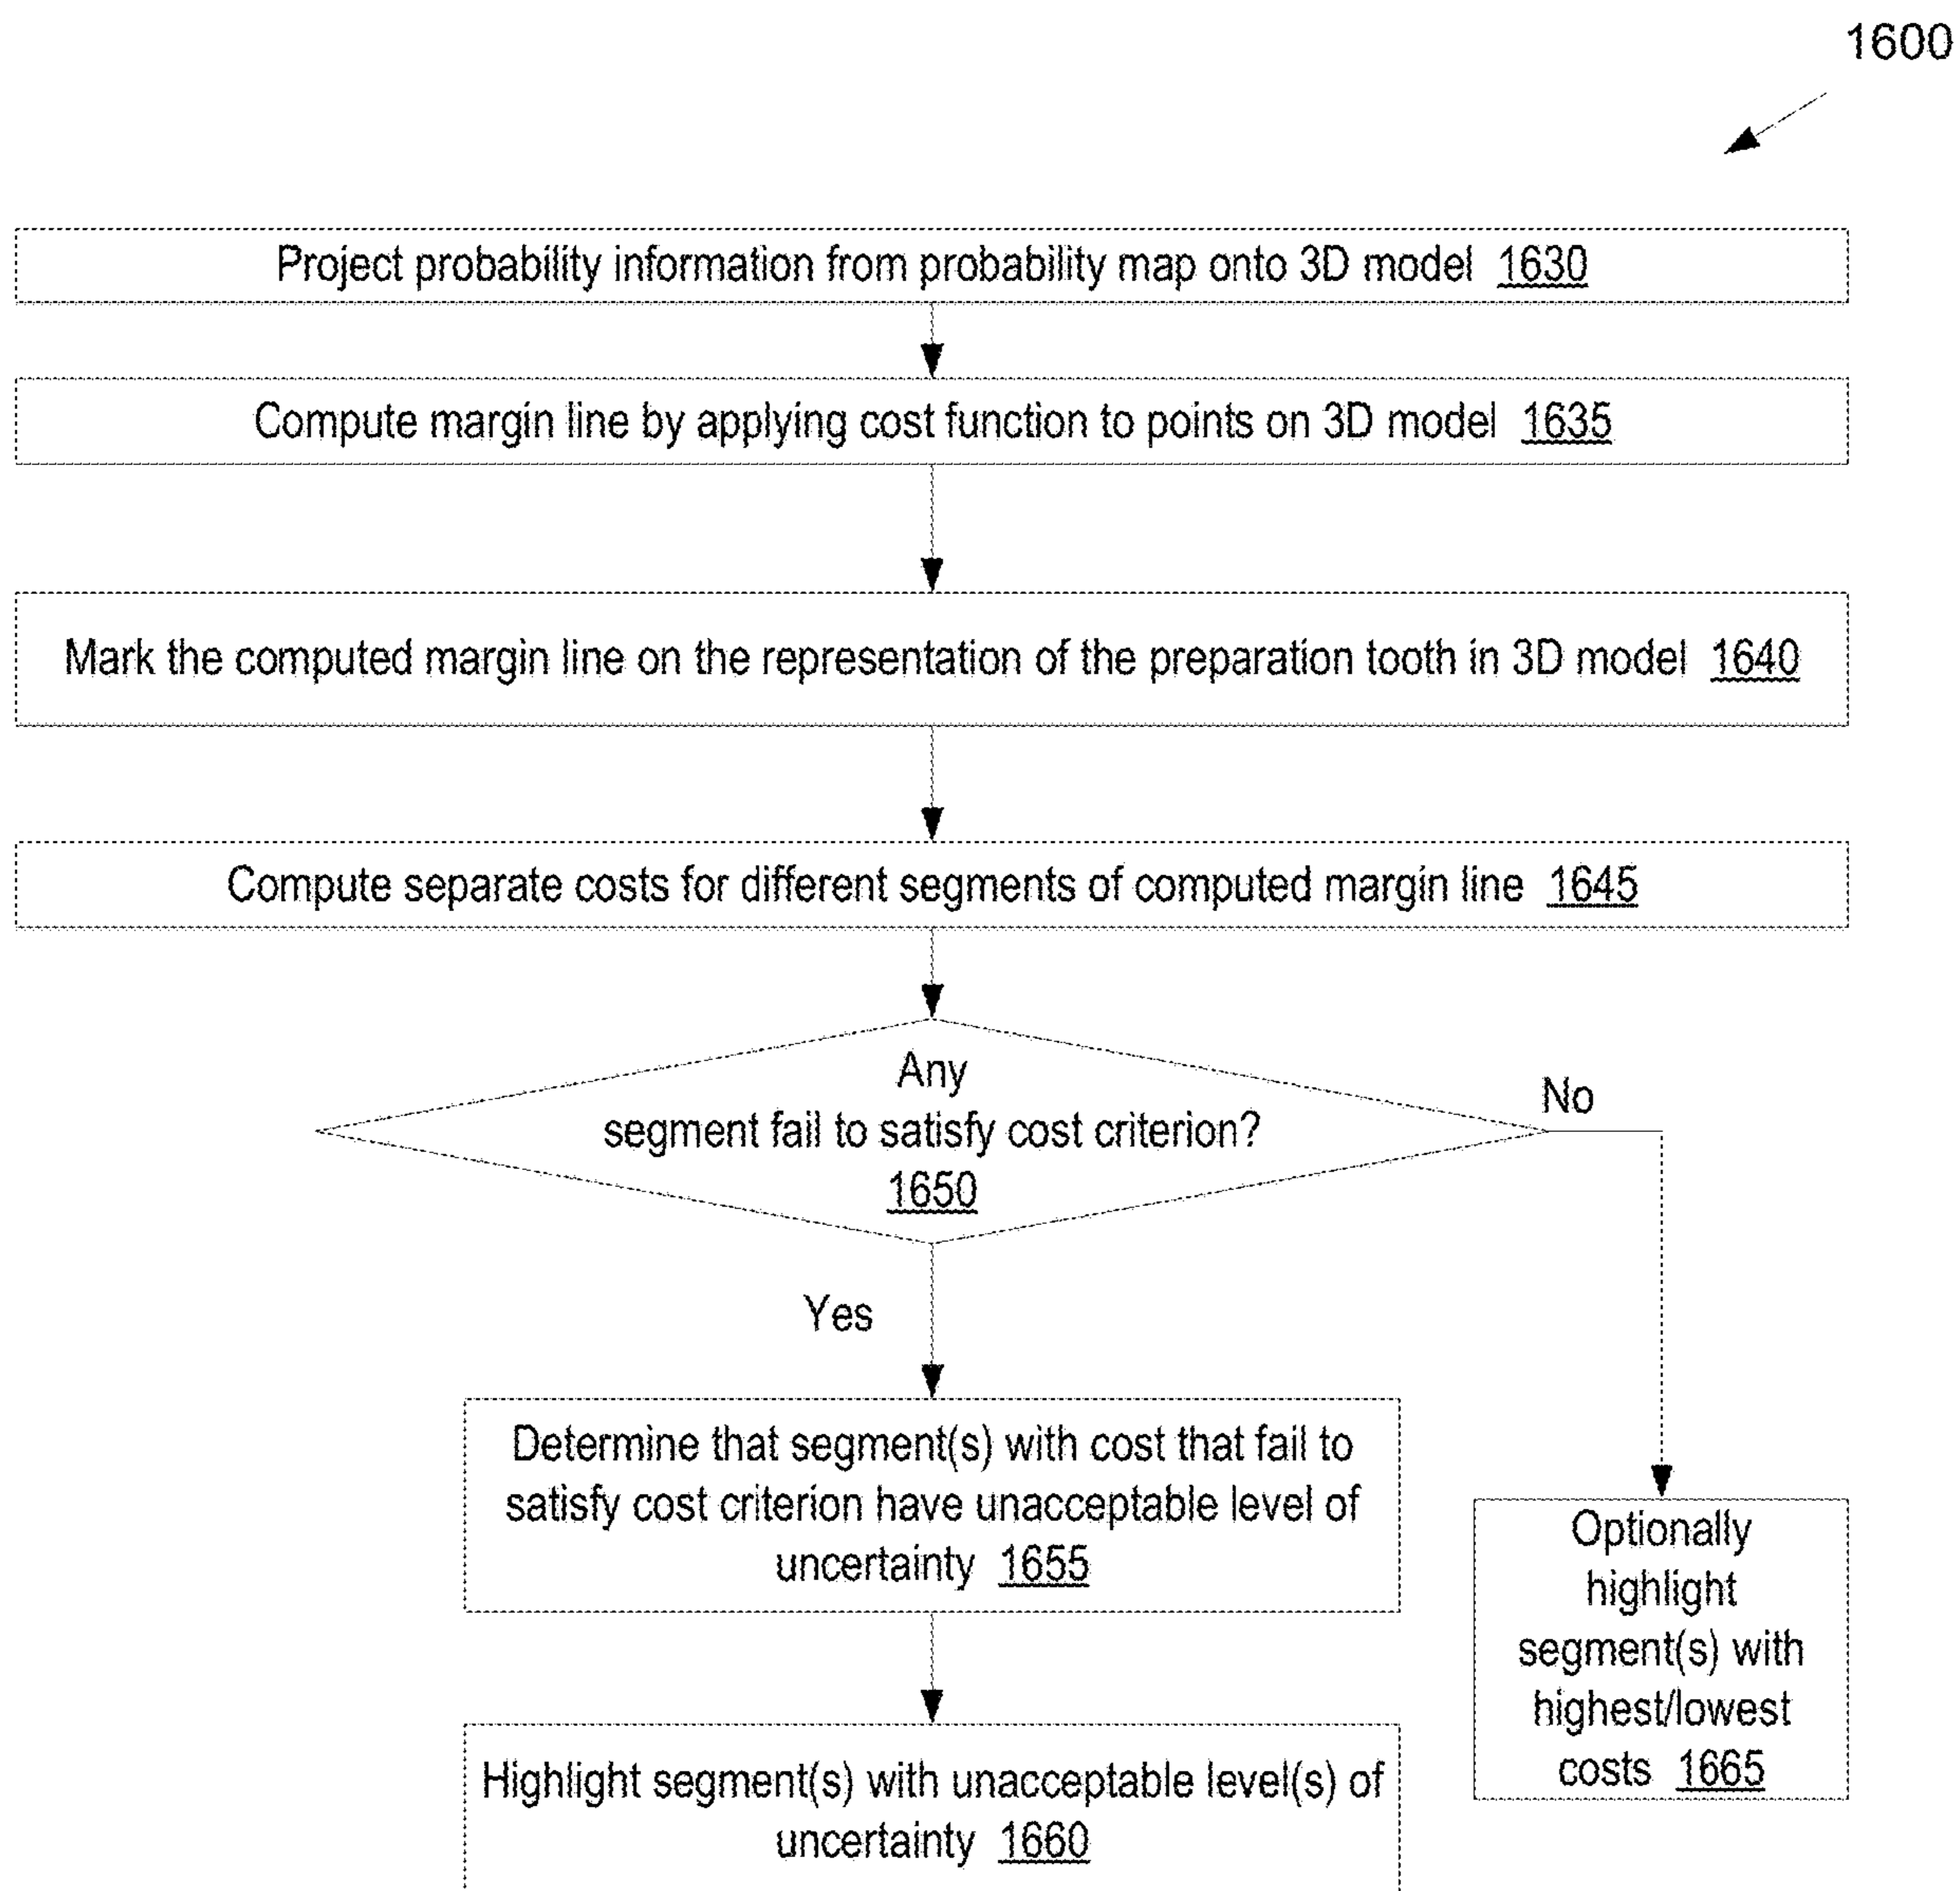 1600
Project probability information from probability map onto 3D model 1630
Compute margin line by applying cost function to points on 3D model 1635
Mark the computed margin line on the representation of the preparation tooth in 3D model 1640
Compute separate costs for different segments of computed margin line 1645
Any
segment fail to satisfy cost criterion?
1650
No
Yes
Determine that segment(s) with cost that fail to
satisfy cost criterion have unacceptable level of
uncertainty 1655
Optionally
highlight
segment(s) with
highest/lowest
costs 1665
Highlight segment(s) with unacceptable level(s) of
uncertainty 1660